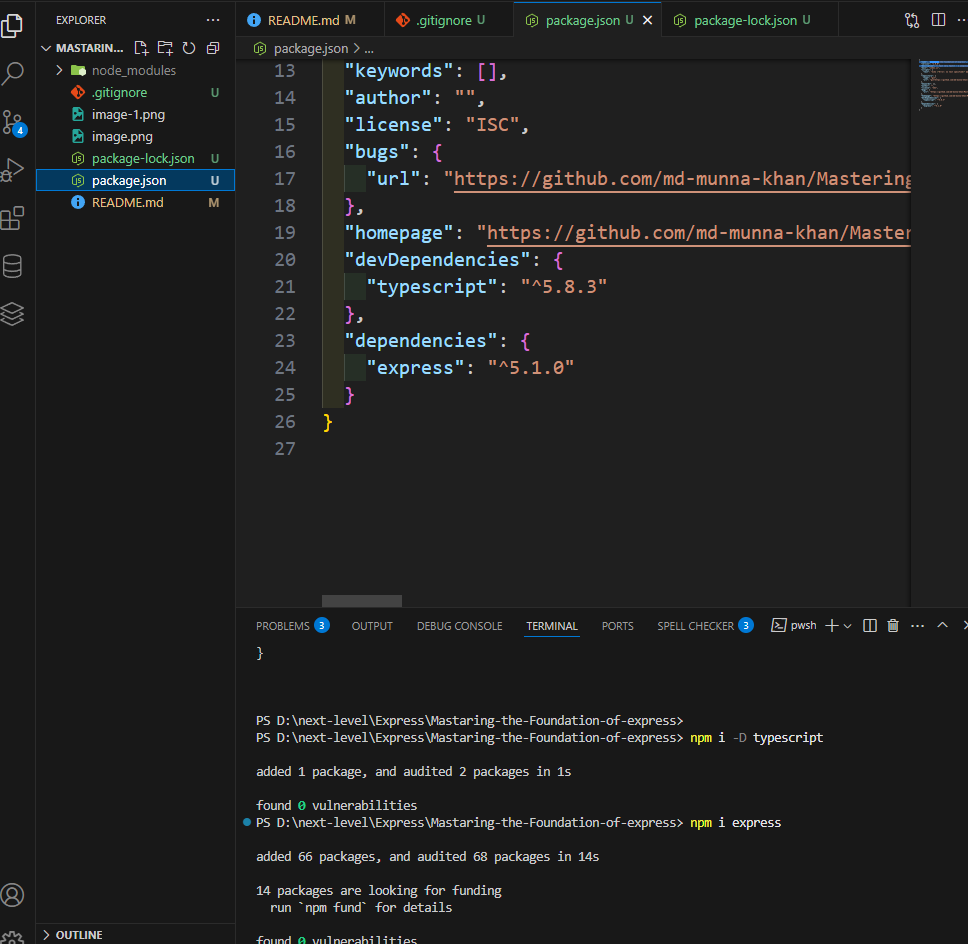 EXPLORER
MASTARIN...
node_modules
.gitignore U
image-1.png
image.png
package-lock.json U
package.json U
README.md M
OUTLINE
4
README.md M
.gitignore U
package.json U
package-lock.json U
package.json > ...
13 "keywords": [],
14 "author": "",
15 "license": "ISC",
16 "bugs": {
17 "url": "https://github.com/md-munna-khan/Mastering
18 },
19 "homepage": "https://github.com/md-munna-khan/Master
20 "devDependencies": {
21 "typescript": "^5.8.3"
22 },
23 "dependencies": {
24 "express": "^5.1.0"
25 }
26 }
27
PROBLEMS 3 OUTPUT DEBUG CONSOLE TERMINAL PORTS SPELL CHECKER 3 pwsh
}
PS D:\next-level\Express\Mastaring-the-Foundation-of-express>
PS D:\next-level\Express\Mastaring-the-Foundation-of-express> npm i -D typescript
added 1 package, and audited 2 packages in 1s
found 0 vulnerabilities
PS D:\next-level\Express\Mastaring-the-Foundation-of-express> npm i express
added 66 packages, and audited 68 packages in 14s
14 packages are looking for funding
run `npm fund` for details
found 0 vulnerabilities